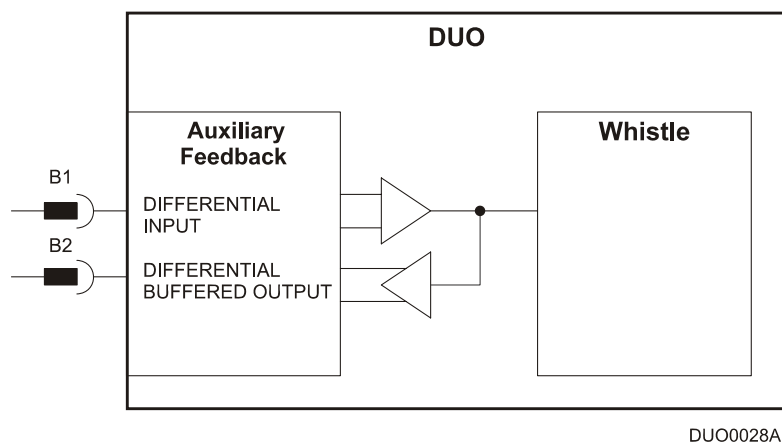 DUO
Auxiliary
Feedback
Whistle
B1
DIFFERENTIAL
INPUT
B2
DIFFERENTIAL
BUFFERED OUTPUT
DUO0028A